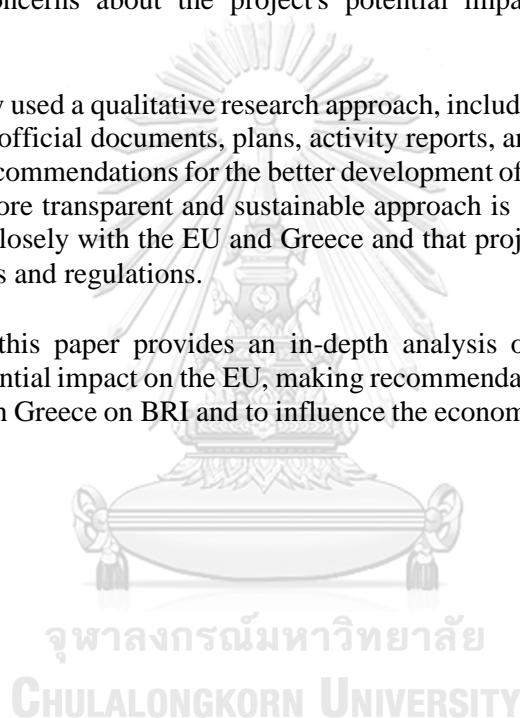 oncerns about the project's potential impa
used a qualitative research approach, includ
official documents, plans, activity reports, an
commendations for the better development of
ore transparent and sustainable approach is
losely with the EU and Greece and that proj
s and regulations.
this paper provides an in-depth analysis o
ential impact on the EU, making recommenda
Greece on BRI and to influence the econom
จุฬาลงกรณ์มหาวิทยาลัย
CHULALONGKORN UNIVERSITY